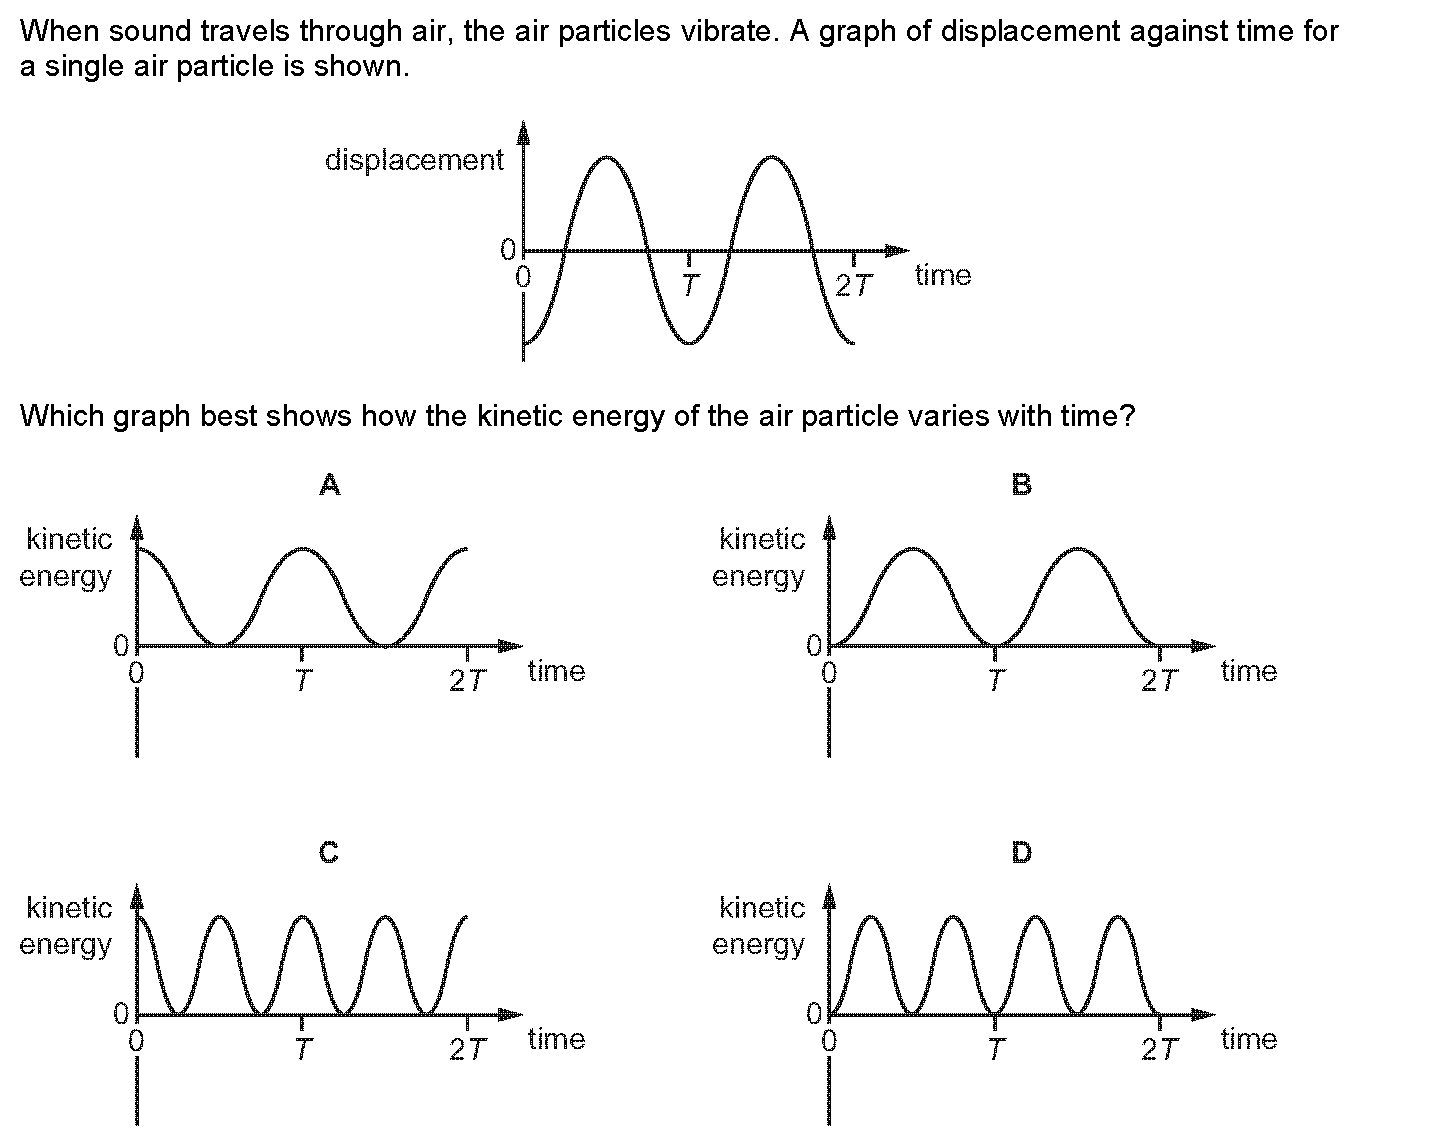 When sound travels through air, the air particles vibrate. A graph of displacement against time for
a single air particle is shown.
displacement
0
0
T
2T
time
Which graph best shows how the kinetic energy of the air particle varies with time?
A
kinetic
energy
0
0
T
2T
time
B
kinetic
energy
0
0
T
2T
time
C
kinetic
energy
0
0
T
2T
time
D
kinetic
energy
0
0
T
2T
time